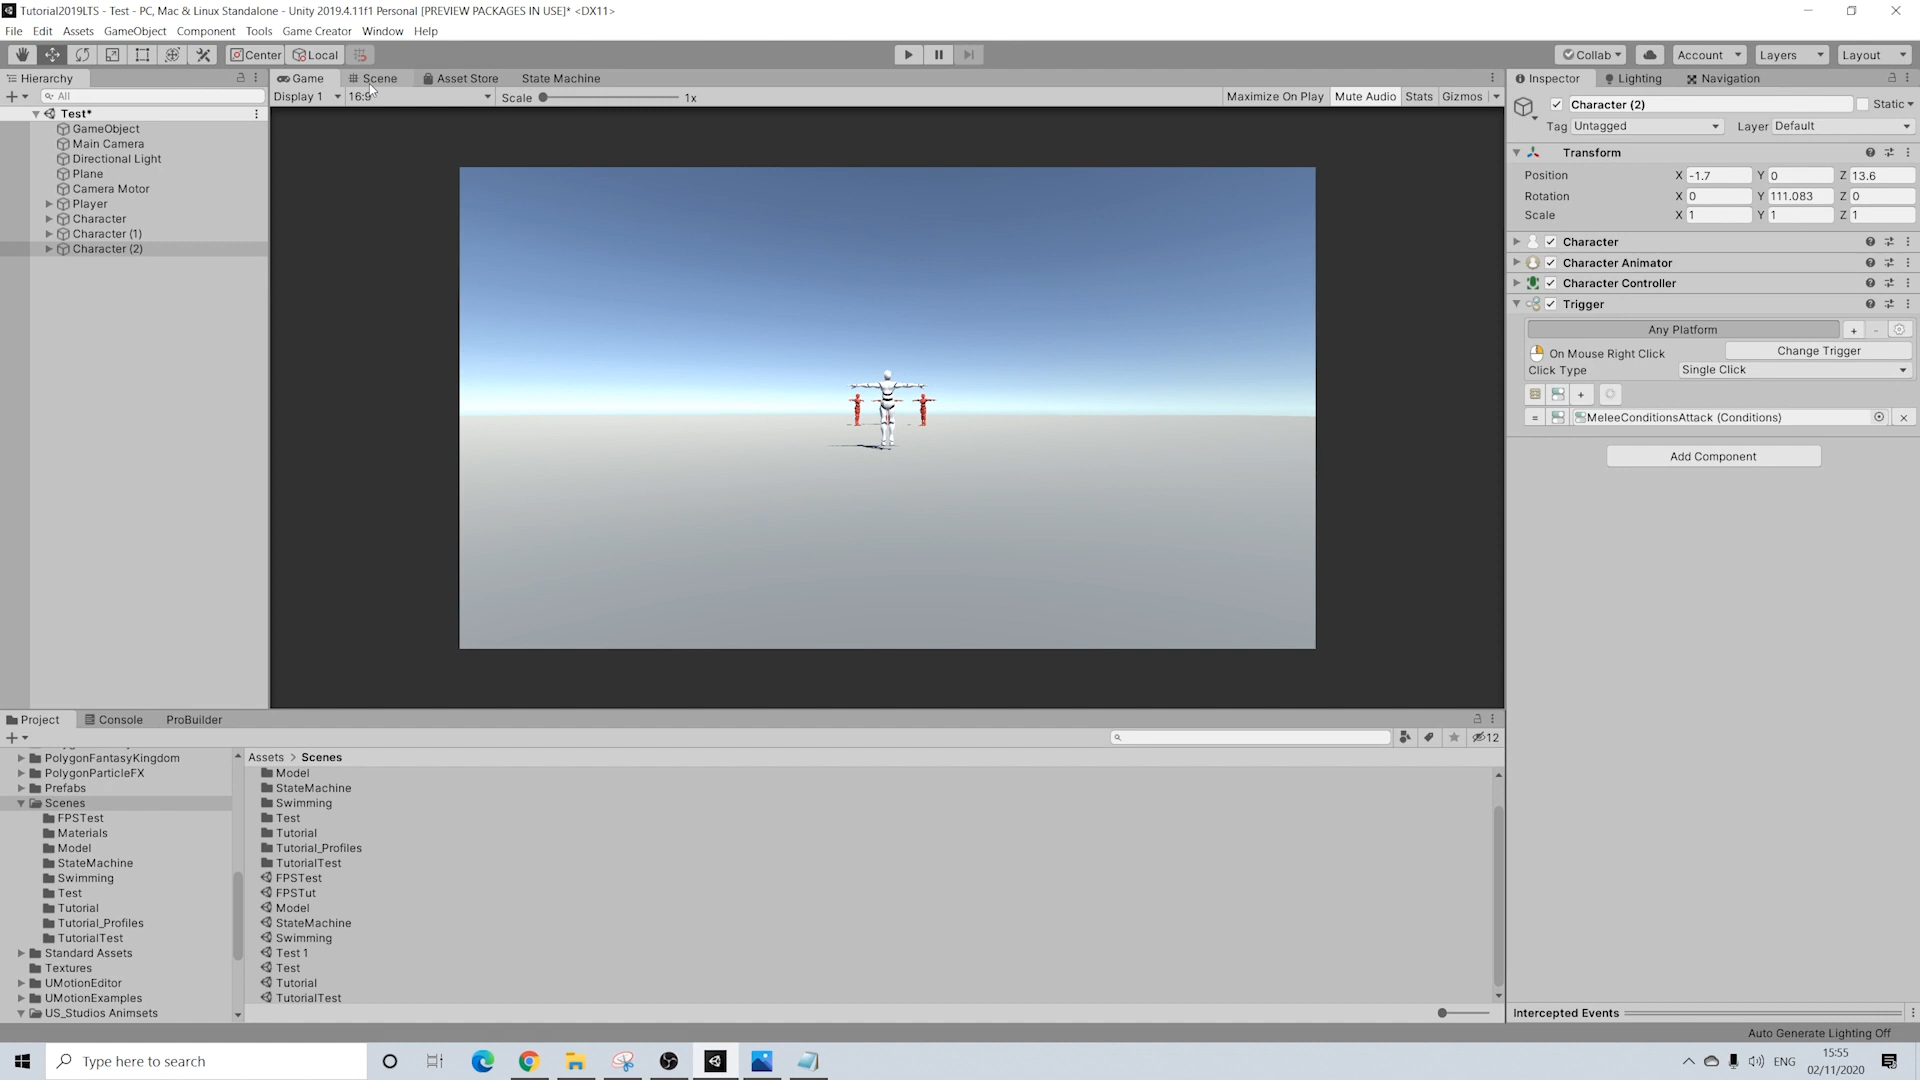 Tutorial2019LTS - Test - PC, Mac & Linux Standalone - Unity 2019.4.11f1 Personal [PREVIEW PACKAGES IN USE]* <DX11>
File Edit Assets GameObject Component Tools Game Creator Window Help
Center Local Collab Account Layers Layout
Hierarchy Game Scene Asset Store State Machine Inspector Lighting Navigation
All Display 1 16:9 Scale 1x Maximize On Play Mute Audio Stats Gizmos
Character (2) Static
Tag Untagged Layer Default
Test*
GameObject
Main Camera
Directional Light
Plane
Camera Motor
Player
Character
Character (1)
Character (2)
Transform
Position X -1.7 Y 0 Z 13.6
Rotation X 0 Y 111.083 Z 0
Scale X 1 Y 1 Z 1
Character
Character Animator
Character Controller
Trigger
Any Platform + -
On Mouse Right Click Change Trigger
Click Type Single Click
+
= MeleeConditionsAttack (Conditions)
Add Component
Project Console ProBuilder
12
PolygonFantasyKingdom
PolygonParticleFX
Prefabs
Scenes
FPSTest
Materials
Model
StateMachine
Swimming
Test
Tutorial
Tutorial_Profiles
TutorialTest
Standard Assets
Textures
UMotionEditor
UMotionExamples
US_Studios Animsets
Assets > Scenes
Model
StateMachine
Swimming
Test
Tutorial
Tutorial_Profiles
TutorialTest
FPSTest
FPSTut
Model
StateMachine
Swimming
Test 1
Test
Tutorial
TutorialTest
Intercepted Events
Auto Generate Lighting Off
Type here to search
ENG
15:55
02/11/2020